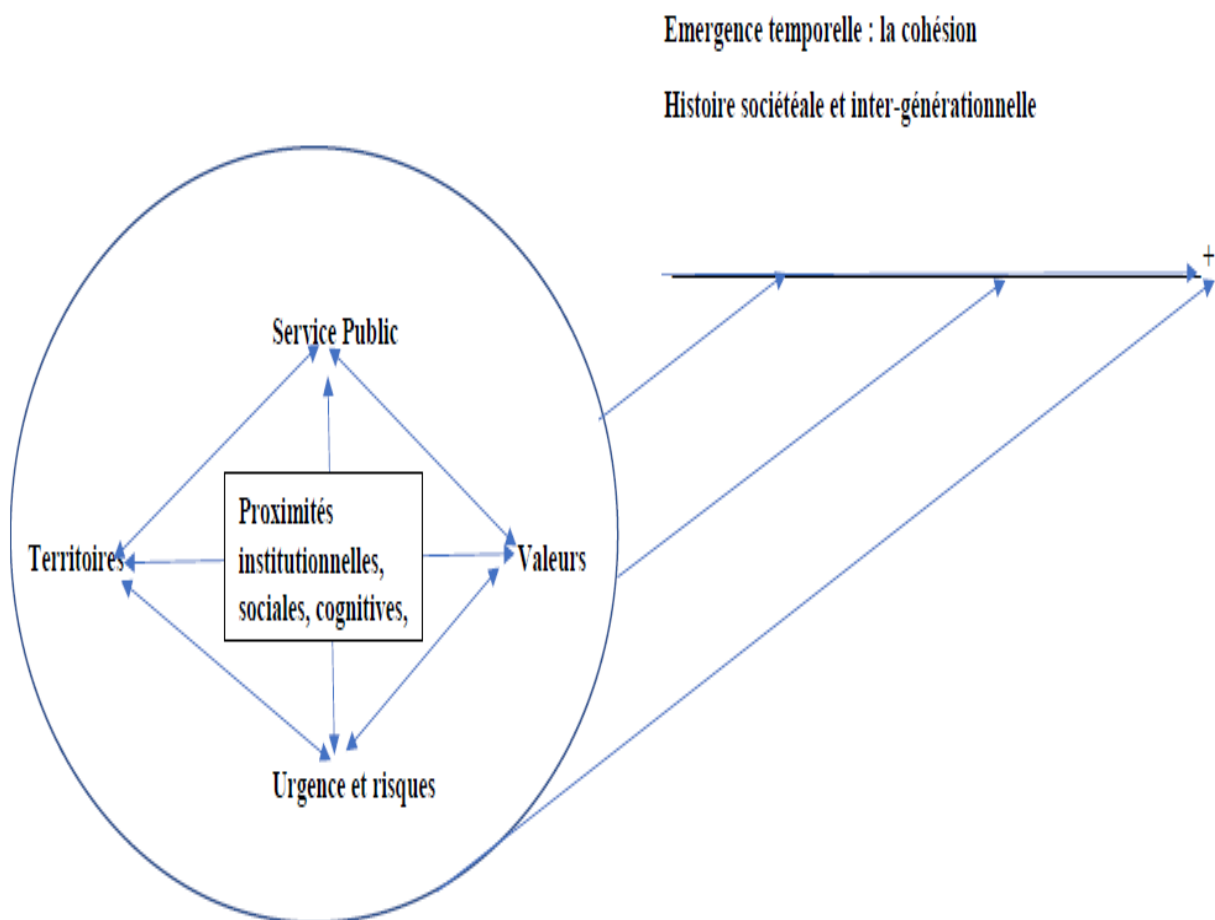 Emergence temporelle : la cohésion
Histoire sociétéale et inter-générationnelle
+
Service Public
Proximités
institutionnelles,
sociales, cognitives,
Territoires
Valeurs
Urgence et risques